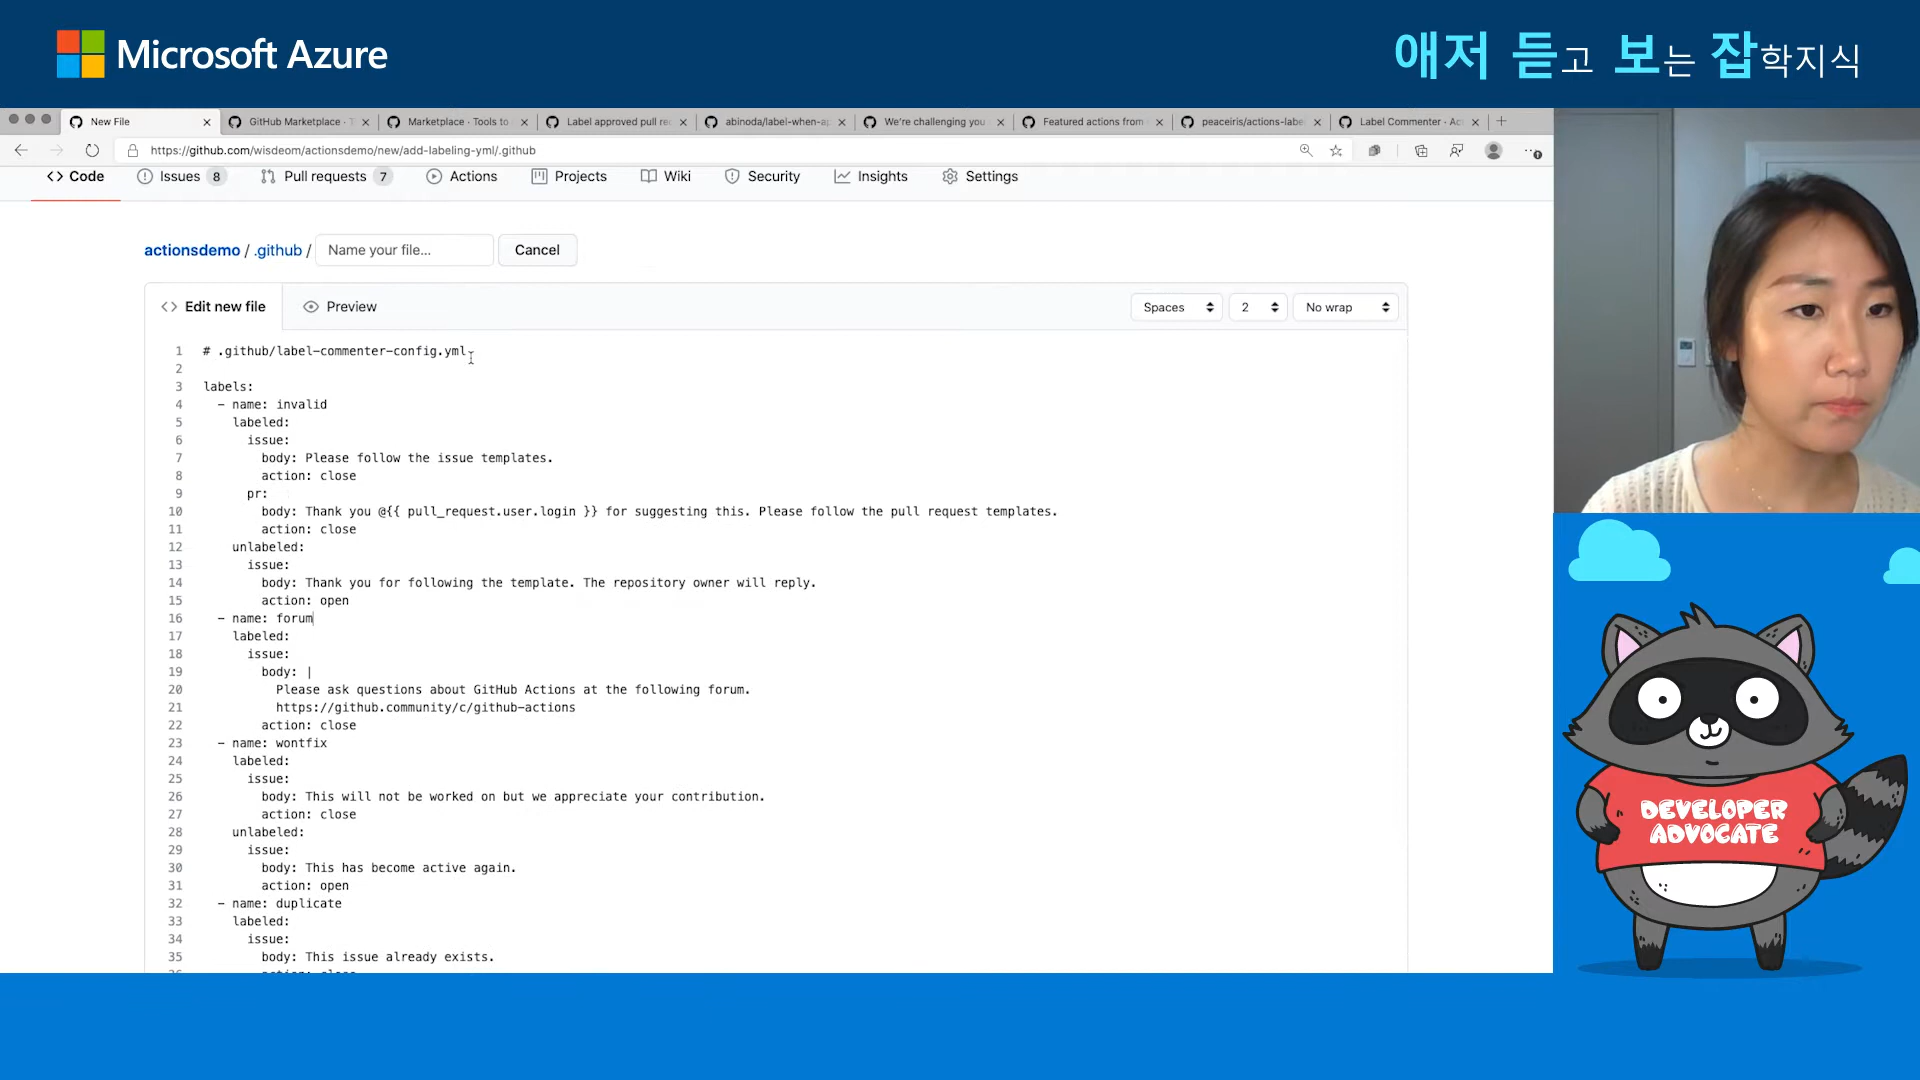 Microsoft Azure
애저 듣고 보는 잡학지식
New File
GitHub Marketplace · T
Marketplace · Tools to
Label approved pull re
abinoda/label-when-ap
We're challenging you
Featured actions from
peaceiris/actions-labe
Label Commenter · Ac
https://github.com/wisdeom/actionsdemo/new/add-labeling-yml/.github
Code
Issues 8
Pull requests 7
Actions
Projects
Wiki
Security
Insights
Settings
actionsdemo / .github / Name your file... Cancel
Edit new file
Preview
Spaces
2
No wrap
1 # .github/label-commenter-config.yml
2
3 labels:
4 - name: invalid
5 labeled:
6 issue:
7 body: Please follow the issue templates.
8 action: close
9 pr:
10 body: Thank you @{{ pull_request.user.login }} for suggesting this. Please follow the pull request templates.
11 action: close
12 unlabeled:
13 issue:
14 body: Thank you for following the template. The repository owner will reply.
15 action: open
16 - name: forum
17 labeled:
18 issue:
19 body: |
20 Please ask questions about GitHub Actions at the following forum.
21 https://github.community/c/github-actions
22 action: close
23 - name: wontfix
24 labeled:
25 issue:
26 body: This will not be worked on but we appreciate your contribution.
27 action: close
28 unlabeled:
29 issue:
30 body: This has become active again.
31 action: open
32 - name: duplicate
33 labeled:
34 issue:
35 body: This issue already exists.
DEVELOPER
ADVOCATE